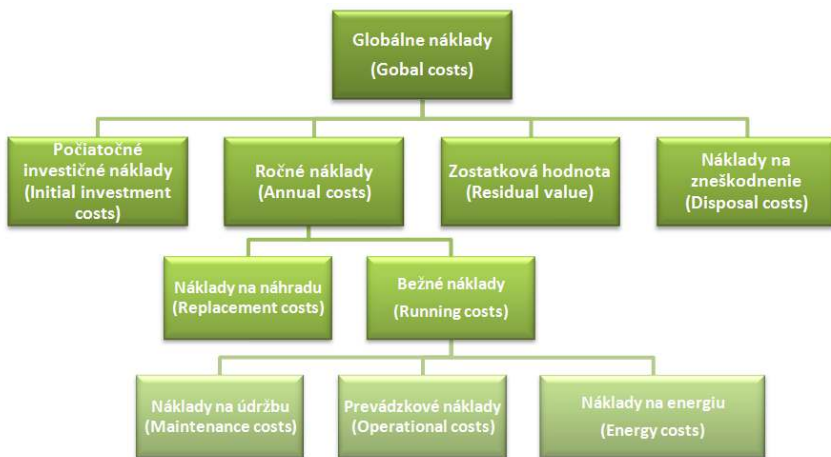 Globálne náklady
(Gobal costs)
Počiatočné
investičné náklady
(Initial investment
costs)
Ročné náklady
(Annual costs)
Zostatková hodnota
(Residual value)
Náklady na
zneškodnenie
(Disposal costs)
Náklady na náhradu
(Replacement costs)
Bežné náklady
(Running costs)
Náklady na údržbu
(Maintenance costs)
Prevádzkové náklady
(Operational costs)
Náklady na energiu
(Energy costs)